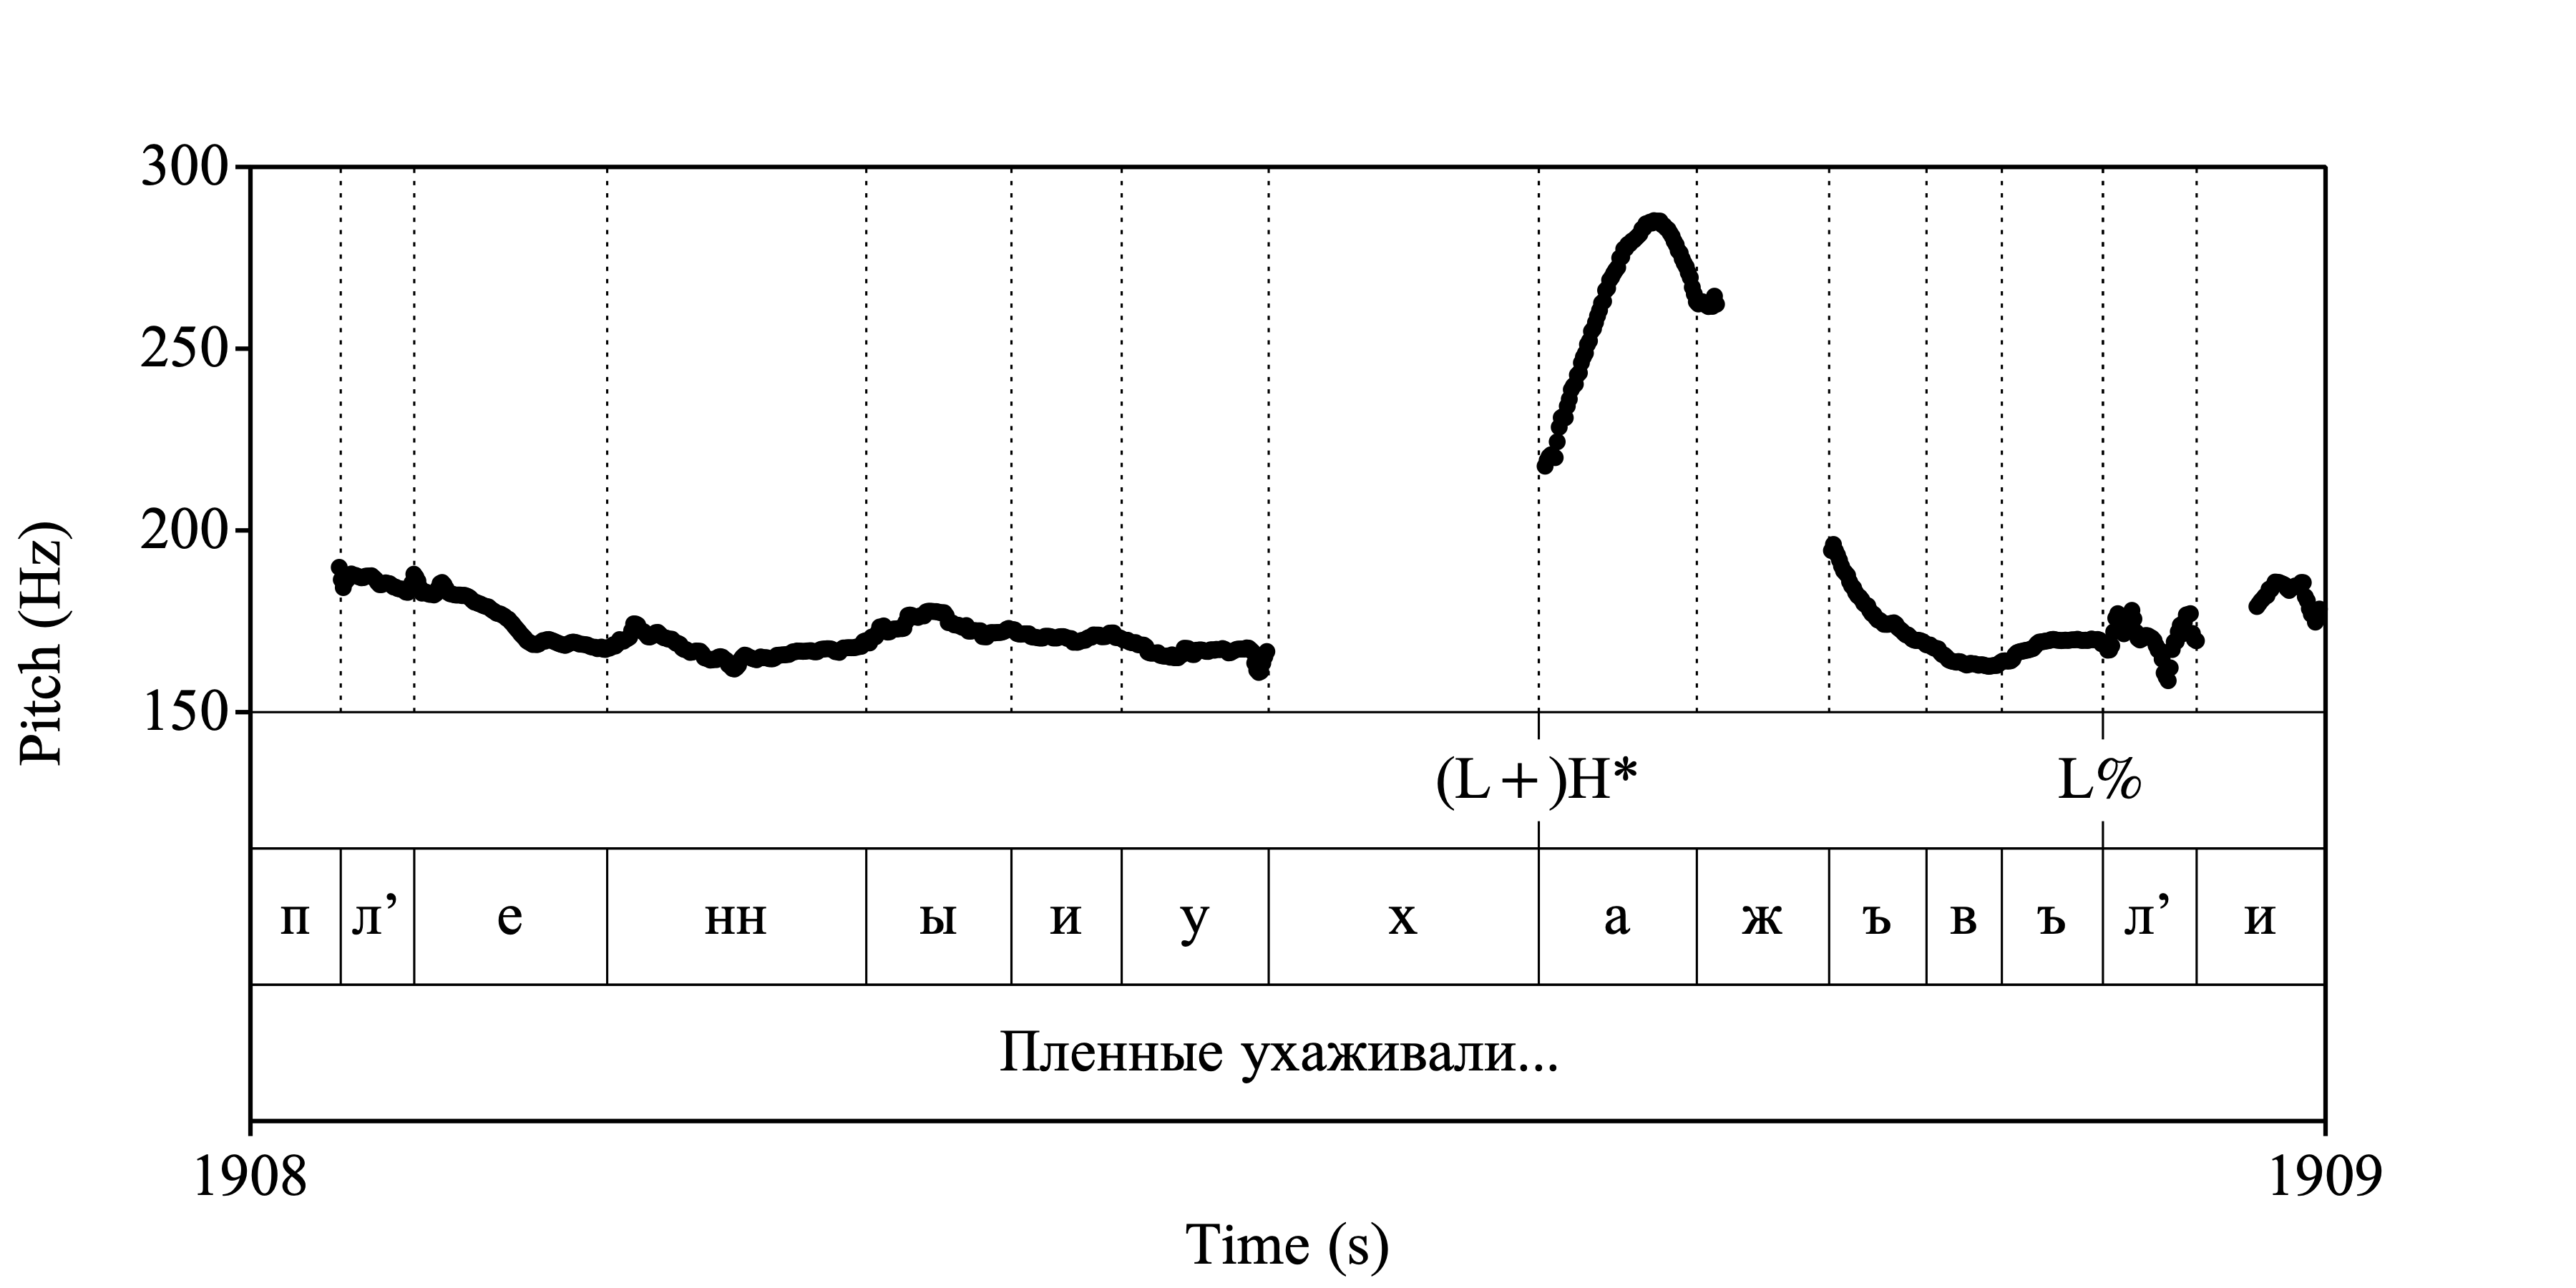 300
250
200
150
Pitch (Hz)
(L+)H* L%
п л’ е нн ы и у х а ж ъ в ъ л’ и
Пленные ухаживали...
1908 1909
Time (s)